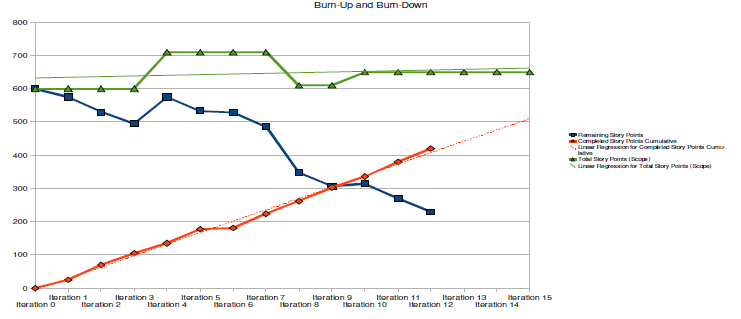 Burn-Up and Burn-Down
800
700
600
500
400
300
200
100
0
Iteration 0
Iteration 1
Iteration 2
Iteration 3
Iteration 4
Iteration 5
Iteration 6
Iteration 7
Iteration 8
Iteration 9
Iteration 10
Iteration 11
Iteration 12
Iteration 13
Iteration 14
Iteration 15
Remaining Story Points
Completed Story Points Cumulative
Linear Regression for Completed Story Points Cumu-
lative
Total Story Points (Scope)
Linear Regression for Total Story Points (Scope)